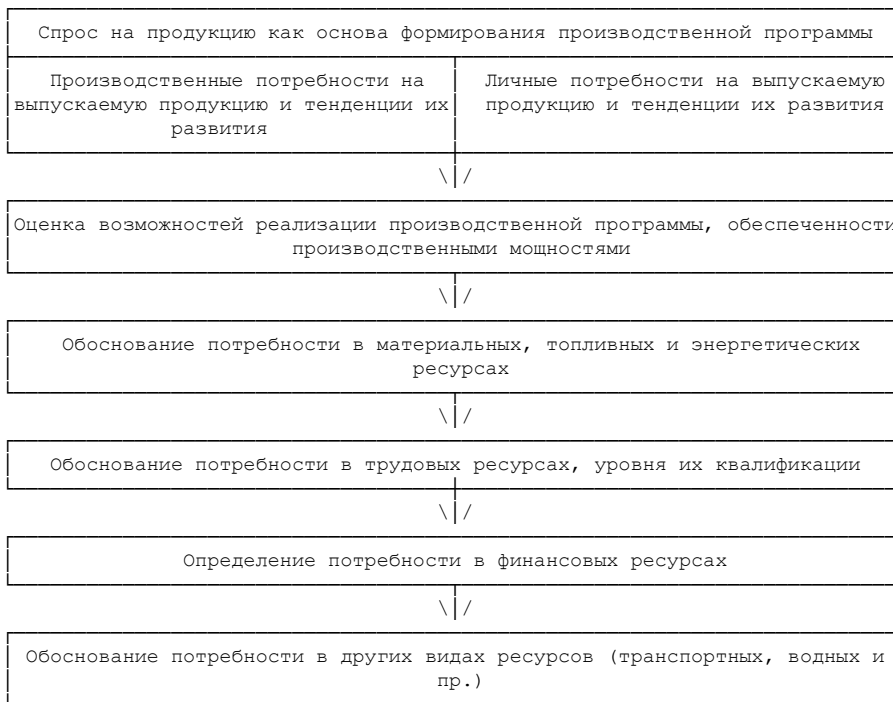 Спрос на продукцию как основа формирования производственной программы
Производственные потребности на
выпускаемую продукцию и тенденции их
развития
Личные потребности на выпускаемую
продукцию и тенденции их развития
Оценка возможностей реализации производственной программы, обеспеченности
производственными мощностями
Обоснование потребности в материальных, топливных и энергетических
ресурсах
Обоснование потребности в трудовых ресурсах, уровня их квалификации
Определение потребности в финансовых ресурсах
Обоснование потребности в других видах ресурсов (транспортных, водных и
пр.)